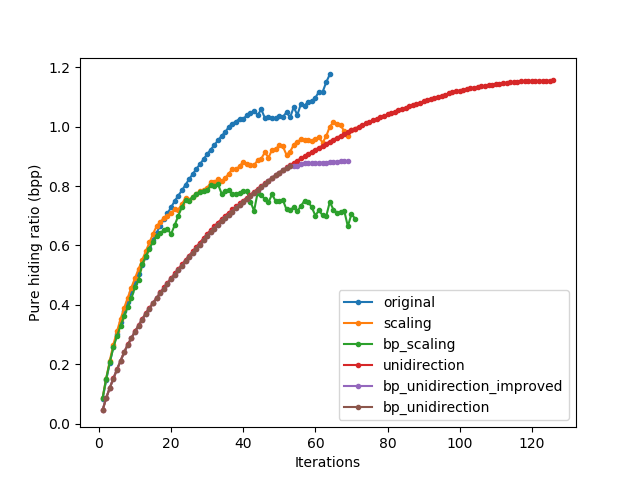 1.2
1.0
0.8
0.6
0.4
0.2
0.0
Pure hiding ratio (bpp)
original
scaling
bp_scaling
unidirection
bp_unidirection_improved
bp_unidirection
0 20 40 60 80 100 120
Iterations